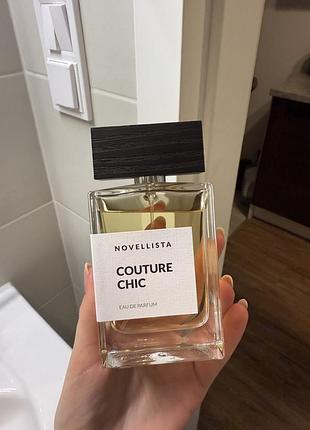 NOVELLISTA
COUTURE
CHIC
EAU DE PARFUM